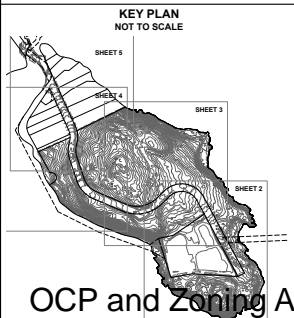 KEY PLAN
NOT TO SCALE
SHEET 5
SHEET 4
SHEET 3
SHEET 2
OCP and Zoning A